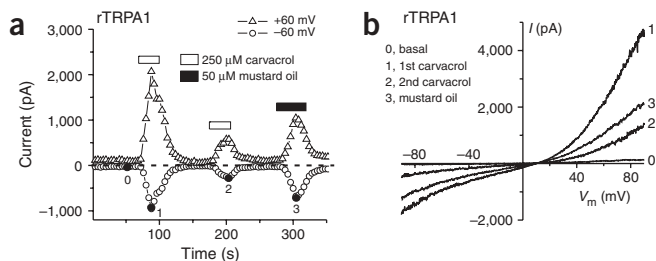 a
rTRPA1
+60 mV
−60 mV
250 µM carvacrol
50 µM mustard oil
Current (pA)
3,000
2,000
1,000
0
−1,000
0
1
2
3
100
200
300
Time (s)
b
rTRPA1
I (pA)
0, basal
1, 1st carvacrol
2, 2nd carvacrol
3, mustard oil
4,000
2,000
−2,000
−80
−40
40
80
Vm (mV)
1
3
2
0